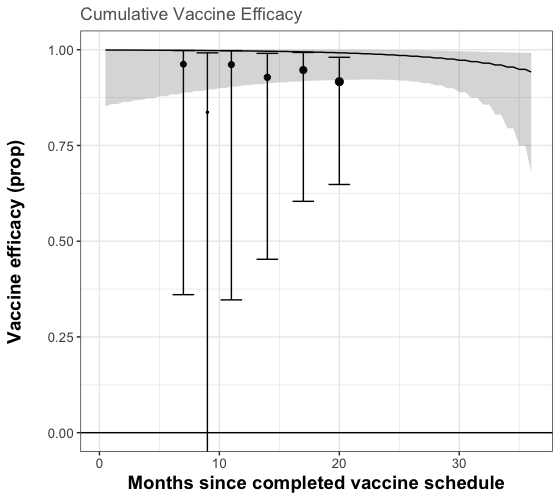 Cumulative Vaccine Efficacy
Vaccine efficacy (prop)
1.00
0.75
0.50
0.25
0.00
0 10 20 30
Months since completed vaccine schedule